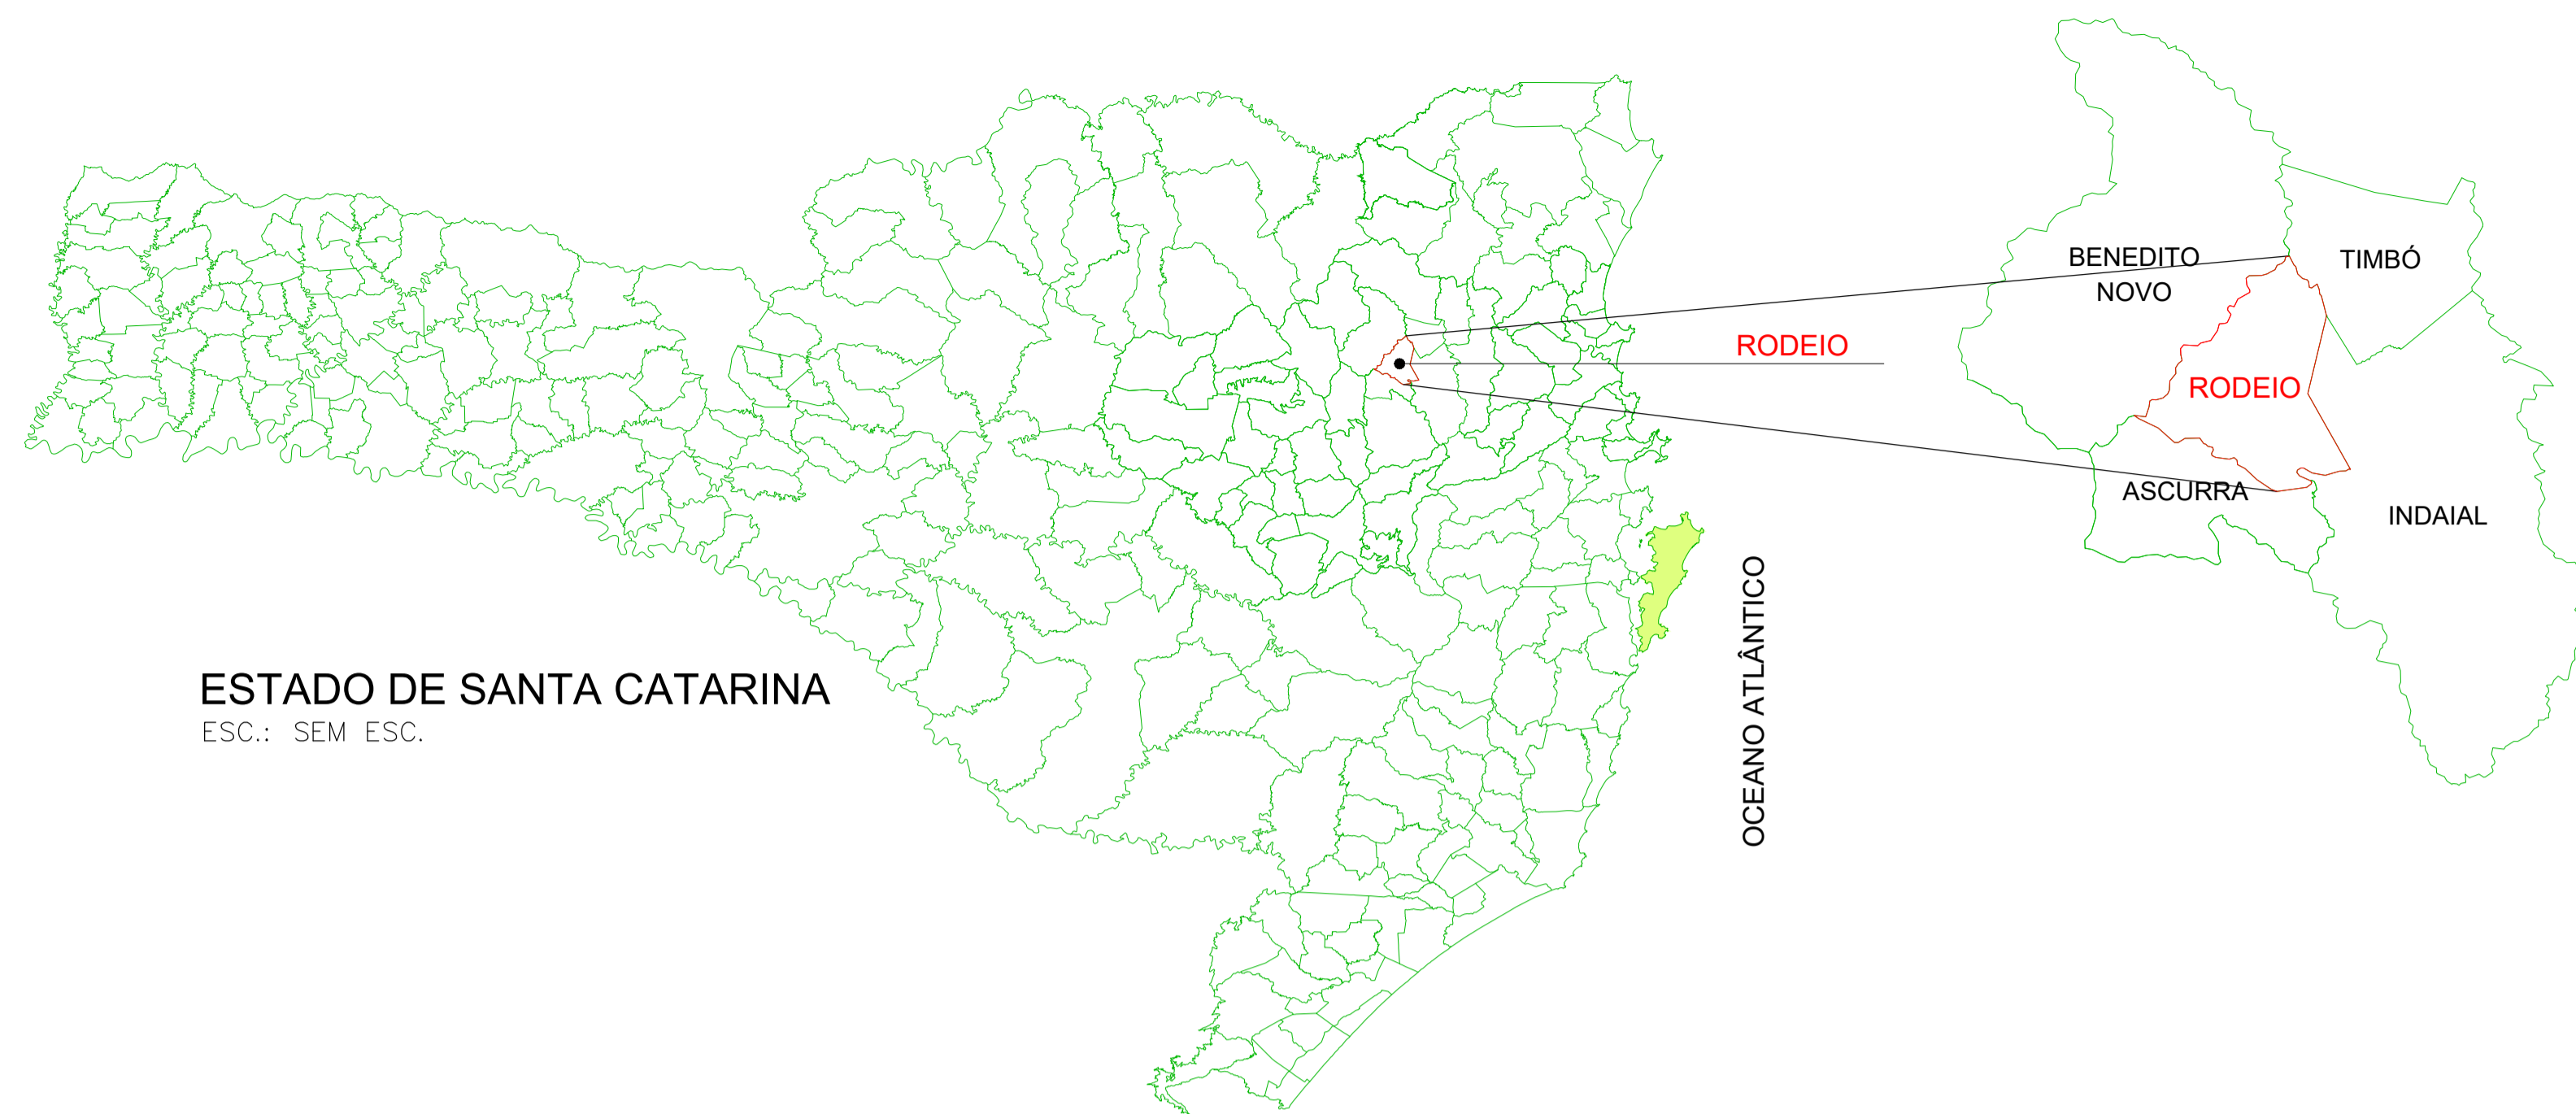 BENEDITO
NOVO
TIMBÓ
RODEIO
RODEIO
ASCURRA
INDAIAL
OCEANO ATLÂNTICO
ESTADO DE SANTA CATARINA
ESC.: SEM ESC.